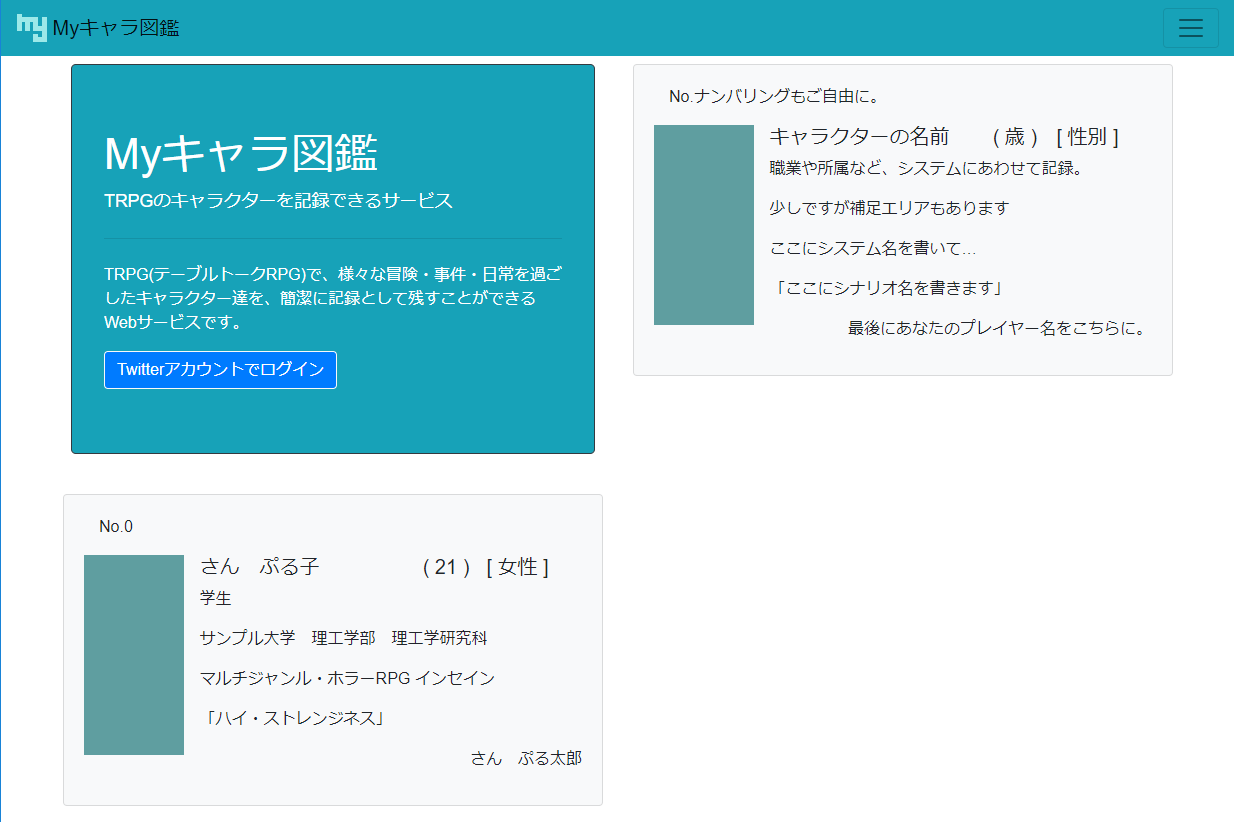 my Myキャラ図鑑
Myキャラ図鑑
TRPGのキャラクターを記録できるサービス
TRPG(テーブルトークRPG)で、様々な冒険・事件・日常を過ご
したキャラクター達を、簡潔に記録として残すことができる
Webサービスです。
Twitterアカウントでログイン
No.ナンバリングもご自由に。
キャラクターの名前　　( 歳 ) [ 性別 ]
職業や所属など、システムにあわせて記録。
少しですが補足エリアもあります
ここにシステム名を書いて…
「ここにシナリオ名を書きます」
最後にあなたのプレイヤー名をこちらに。
No.0
さん　ぷる子　　　　　( 21 ) [ 女性 ]
学生
サンプル大学　理工学部　理工学研究科
マルチジャンル・ホラーRPG インセイン
「ハイ・ストレンジネス」
さん　ぷる太郎